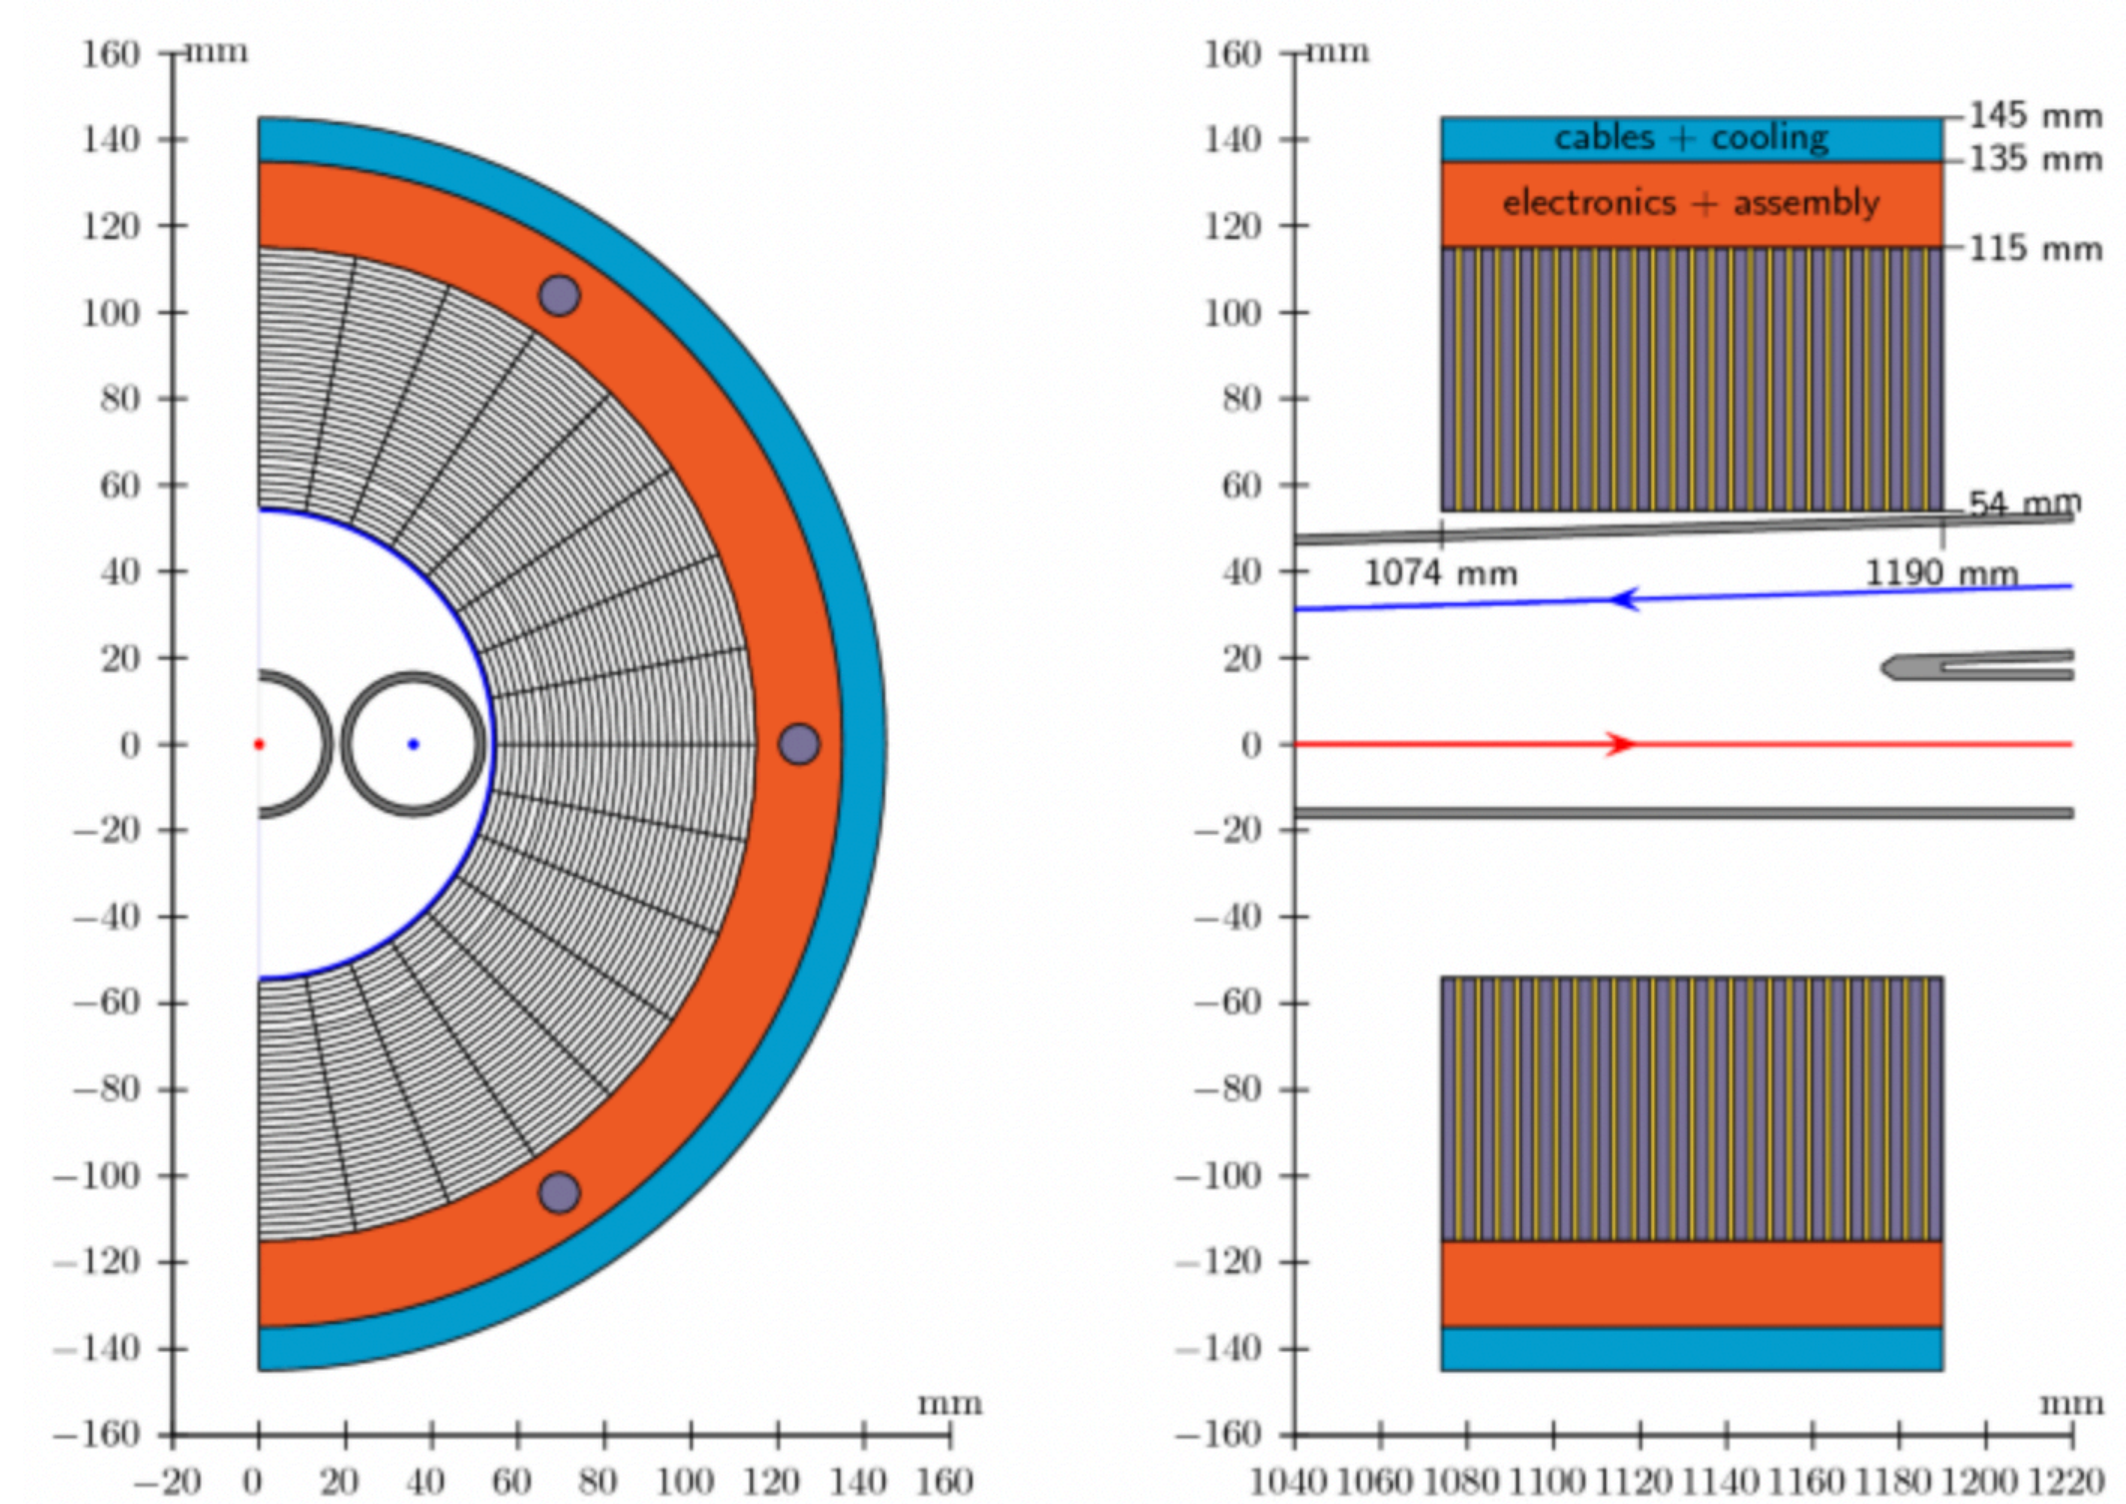 160 mm
140
120
100
80
60
40
20
0
−20
−40
−60
−80
−100
−120
−140
−160
mm
−20 0 20 40 60 80 100 120 140 160
160 mm
140
120
100
80
60
40
20
0
−20
−40
−60
−80
−100
−120
−140
−160
cables + cooling
electronics + assembly
145 mm
135 mm
115 mm
54 mm
1074 mm
1190 mm
mm
1040 1060 1080 1100 1120 1140 1160 1180 1200 1220